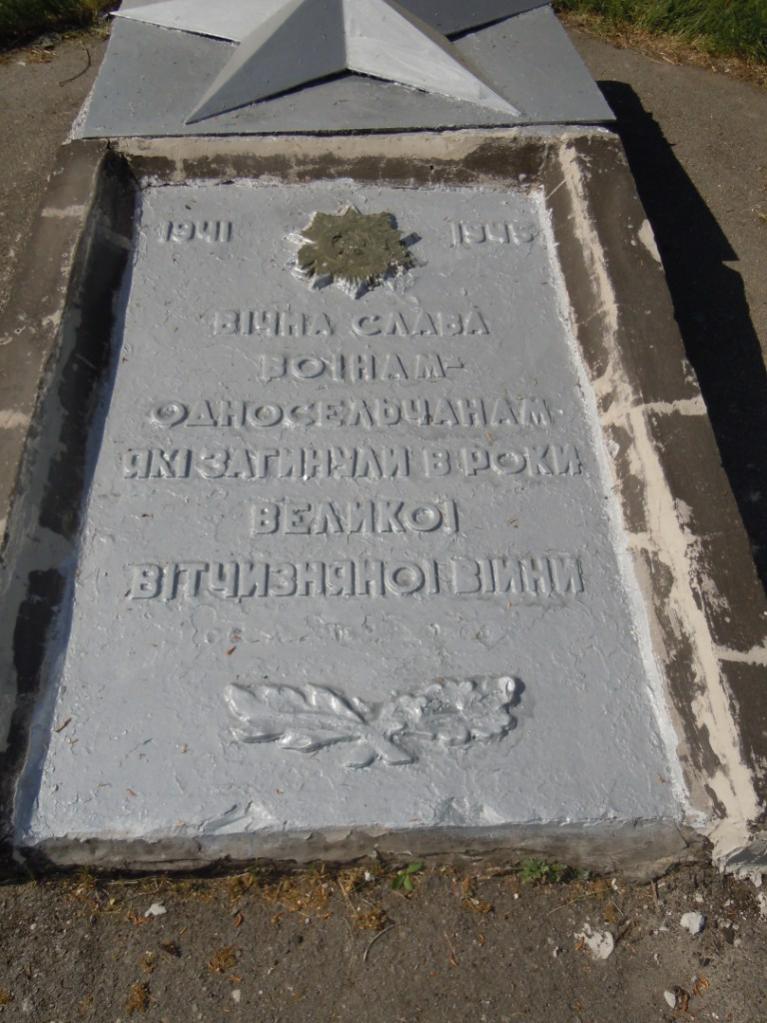 1941 1945
ВІЧНА СЛАВА
ВОЇНАМ-
ОДНОСЕЛЬЧАНАМ,
ЯКІ ЗАГИНУЛИ В РОКИ
ВЕЛИКОЇ
ВІТЧИЗНЯНОЇ ВІЙНИ